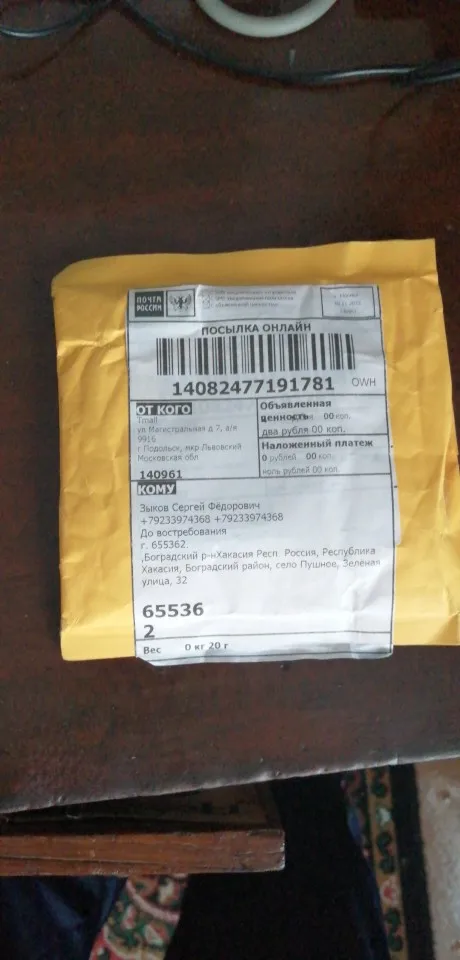 ПОЧТА
РОССИИ
ПОСЫЛКА ОНЛАЙН
14082477191781 OWH
ОТ КОГО
Tmall
ул Магистральная д 7, а/я
9916
г Подольск, мкр Львовский
Московская обл
140961
Объявленная
ценность 00 коп.
два рубля 00 коп.
Наложенный платеж
0 рублей 00 коп.
ноль рублей 00 коп.
КОМУ
Зыков Сергей Фёдорович
+79233974368 +79233974368
До востребования
г. 655362.
,Боградский р-нХакасия Респ Россия, Республика
Хакасия, Боградский район, село Пушное, Зелёная
улица, 32
65536
2
Вес 0 кг 20 г